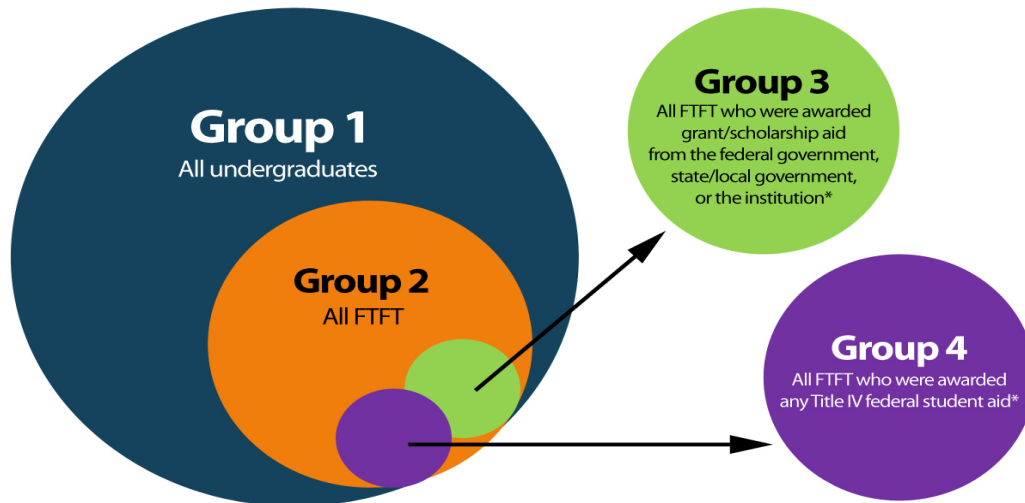 Group 1
All undergraduates
Group 2
All FTFT
Group 3
All FTFT who were awarded
grant/scholarship aid
from the federal government,
state/local government,
or the institution*
Group 4
All FTFT who were awarded
any Title IV federal student aid*